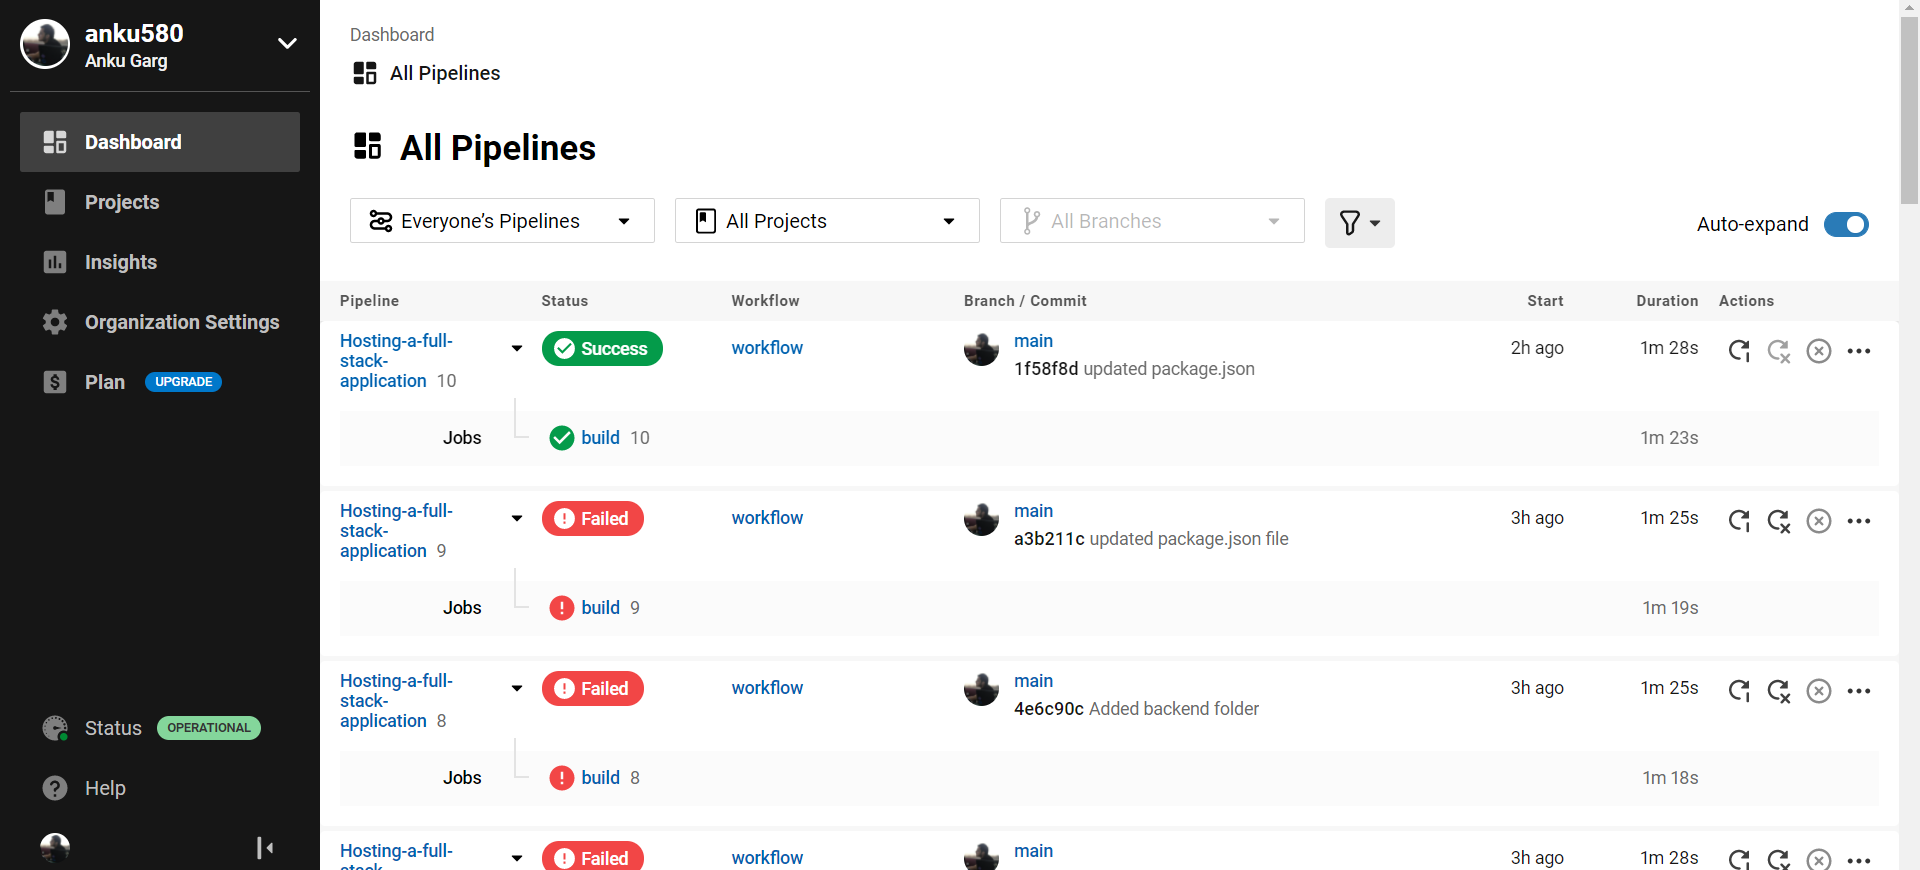 anku580
Anku Garg
Dashboard
Projects
Insights
Organization Settings
Plan UPGRADE
Status OPERATIONAL
Help
Dashboard
All Pipelines
All Pipelines
Everyone’s Pipelines
All Projects
All Branches
Auto-expand
Pipeline Status Workflow Branch / Commit Start Duration Actions
Hosting-a-full-
stack-
application 10
Success
workflow
main
1f58f8d updated package.json
2h ago
1m 28s
Jobs
build 10
1m 23s
Hosting-a-full-
stack-
application 9
Failed
workflow
main
a3b211c updated package.json file
3h ago
1m 25s
Jobs
build 9
1m 19s
Hosting-a-full-
stack-
application 8
Failed
workflow
main
4e6c90c Added backend folder
3h ago
1m 25s
Jobs
build 8
1m 18s
Hosting-a-full-
stack-
Failed
workflow
main
3h ago
1m 28s